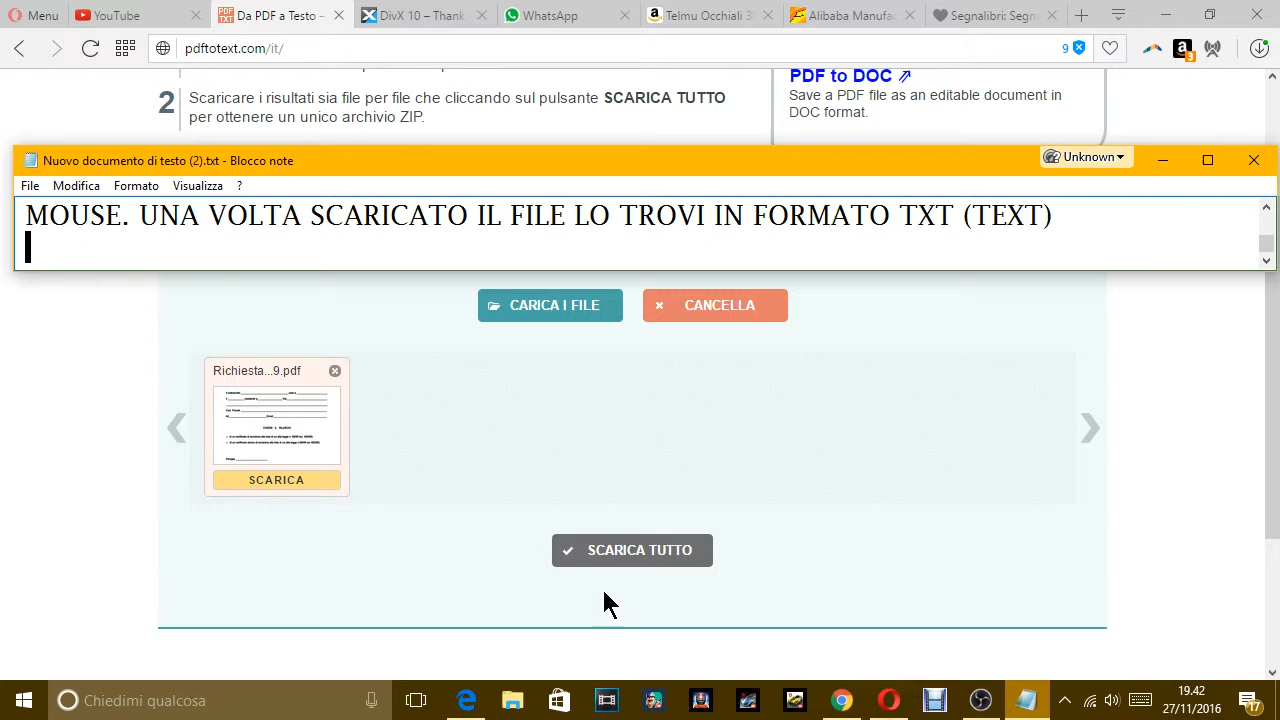 Menu
YouTube
Da PDF a Testo –
DivX 10 – Thank
WhatsApp
Telmu Occhiali 3
Alibaba Manufac
Segnalibri: Segn
pdftotext.com/it/
9
2
Scaricare i risultati sia file per file che cliccando sul pulsante SCARICA TUTTO
per ottenere un unico archivio ZIP.
PDF to DOC
Save a PDF file as an editable document in
DOC format.
Nuovo documento di testo (2).txt - Blocco note
Unknown
File Modifica Formato Visualizza ?
MOUSE. UNA VOLTA SCARICATO IL FILE LO TROVI IN FORMATO TXT (TEXT)
CARICA I FILE
CANCELLA
Richiesta...9.pdf
SCARICA
SCARICA TUTTO
Chiedimi qualcosa
19.42
27/11/2016
17